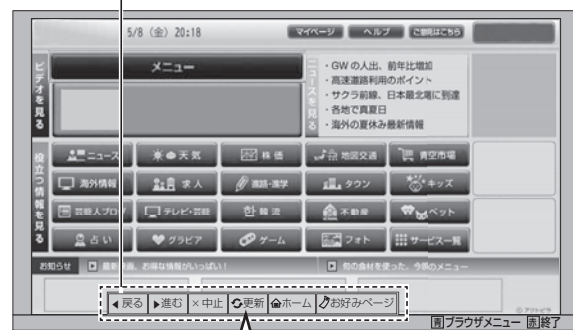 5/8（金）20:18
マイページ ヘルプ ご意見はこちら
ビデオを見る
メニュー
ニュースを見る
・GWの人出、前年比増加
・高速道路利用のポイント
・サクラ前線、日本最北端に到達
・各地で真夏日
・海外の夏休み最新情報
役立つ情報を見る
ニュース 天気 株価 地図交通 青空市場
海外情報 求人 進路・進学 タウン キッズ
芸能人ブログ テレビ・芸能 韓流 不動産 ペット
占い グラビア ゲーム フォト サービス一覧
お知らせ 最新映画、お得な情報がいっぱい！ 旬の食材を使った、今晩のメニュー
戻る 進む ×中止 更新 ホーム お好みページ
青 ブラウザメニュー 赤 終了